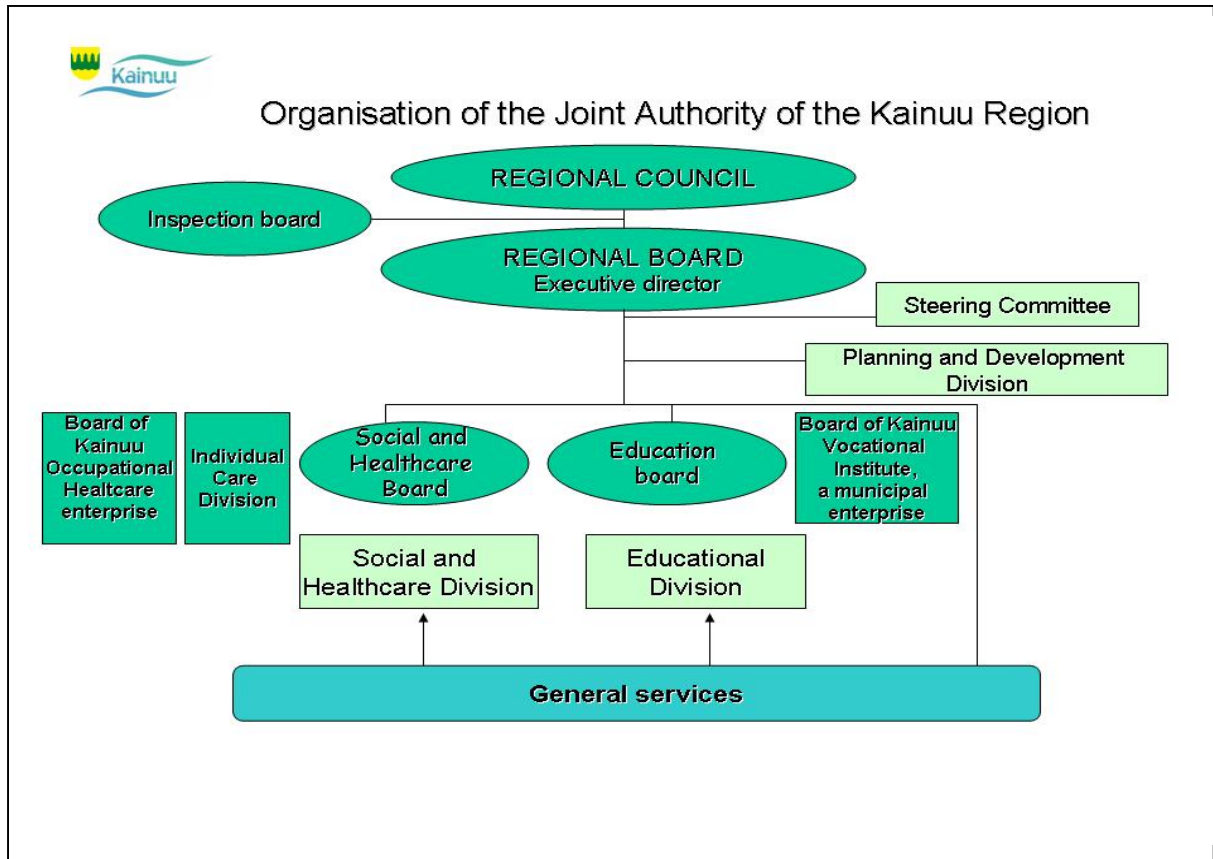 Kainuu
Organisation of the Joint Authority of the Kainuu Region
REGIONAL COUNCIL
Inspection board
REGIONAL BOARD
Executive director
Steering Committee
Planning and Development
Division
Board of
Kainuu
Occupational
Healtcare
enterprise
Individual
Care
Division
Social and
Healthcare
Board
Education
board
Board of Kainuu
Vocational
Institute,
a municipal
enterprise
Social and
Healthcare Division
Educational
Division
General services